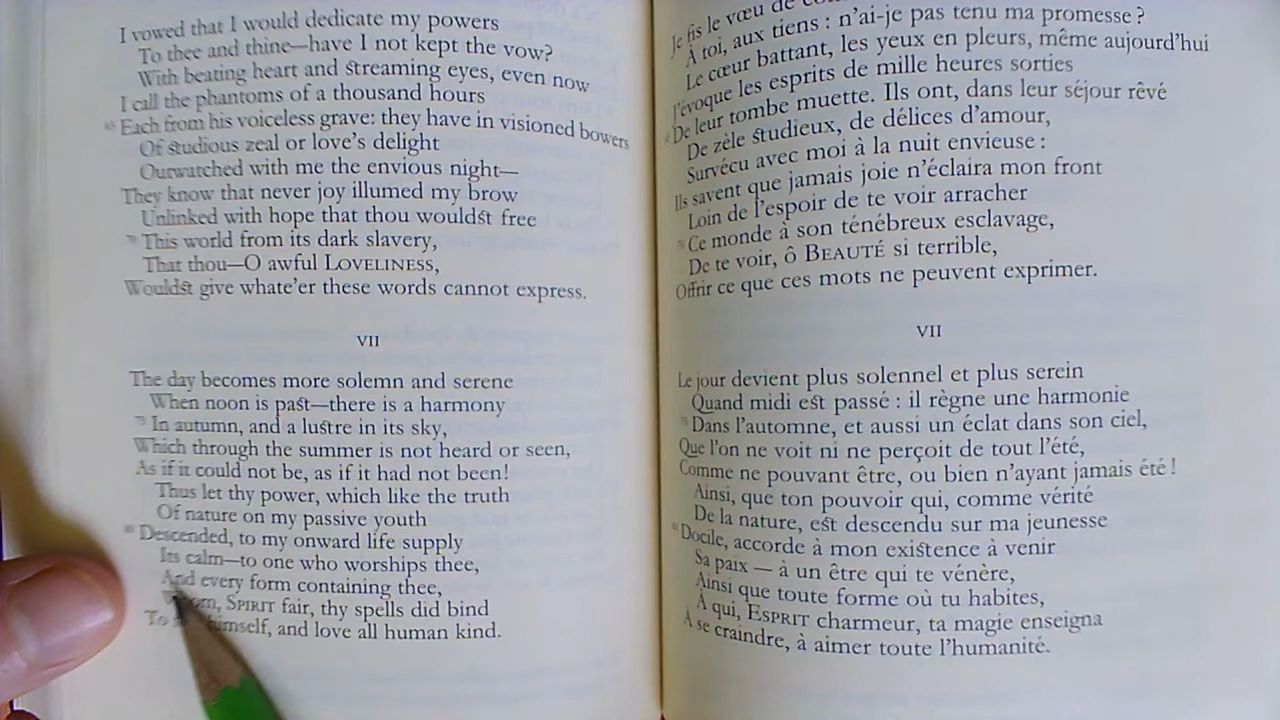 I vowed that I would dedicate my powers
To thee and thine—have I not kept the vow?
With beating heart and streaming eyes, even now
I call the phantoms of a thousand hours
65 Each from his voiceless grave: they have in visioned bowers
Of studious zeal or love's delight
Outwatched with me the envious night—
They know that never joy illumed my brow
Unlinked with hope that thou wouldst free
70 This world from its dark slavery,
That thou—O awful LOVELINESS,
Wouldst give whate'er these words cannot express.
VII
The day becomes more solemn and serene
When noon is past—there is a harmony
75 In autumn, and a lustre in its sky,
Which through the summer is not heard or seen,
As if it could not be, as if it had not been!
Thus let thy power, which like the truth
Of nature on my passive youth
80 Descended, to my onward life supply
Its calm—to one who worships thee,
And every form containing thee,
SPIRIT fair, thy spells did bind
To himself, and love all human kind.
Je fis le vœu de
À toi, aux tiens : n'ai-je pas tenu ma promesse ?
Le cœur battant, les yeux en pleurs, même aujourd'hui
J'évoque les esprits de mille heures sorties
65 De leur tombe muette. Ils ont, dans leur séjour rêvé
De zèle studieux, de délices d'amour,
Survécu avec moi à la nuit envieuse :
Ils savent que jamais joie n'éclaira mon front
Loin de l'espoir de te voir arracher
70 Ce monde à son ténébreux esclavage,
De te voir, ô BEAUTÉ si terrible,
Offrir ce que ces mots ne peuvent exprimer.
VII
Le jour devient plus solennel et plus serein
Quand midi est passé : il règne une harmonie
75 Dans l'automne, et aussi un éclat dans son ciel,
Que l'on ne voit ni ne perçoit de tout l'été,
Comme ne pouvant être, ou bien n'ayant jamais été !
Ainsi, que ton pouvoir qui, comme vérité
De la nature, est descendu sur ma jeunesse
80 Docile, accorde à mon existence à venir
Sa paix — à un être qui te vénère,
Ainsi que toute forme où tu habites,
À qui, ESPRIT charmeur, ta magie enseigna
À se craindre, à aimer toute l'humanité.